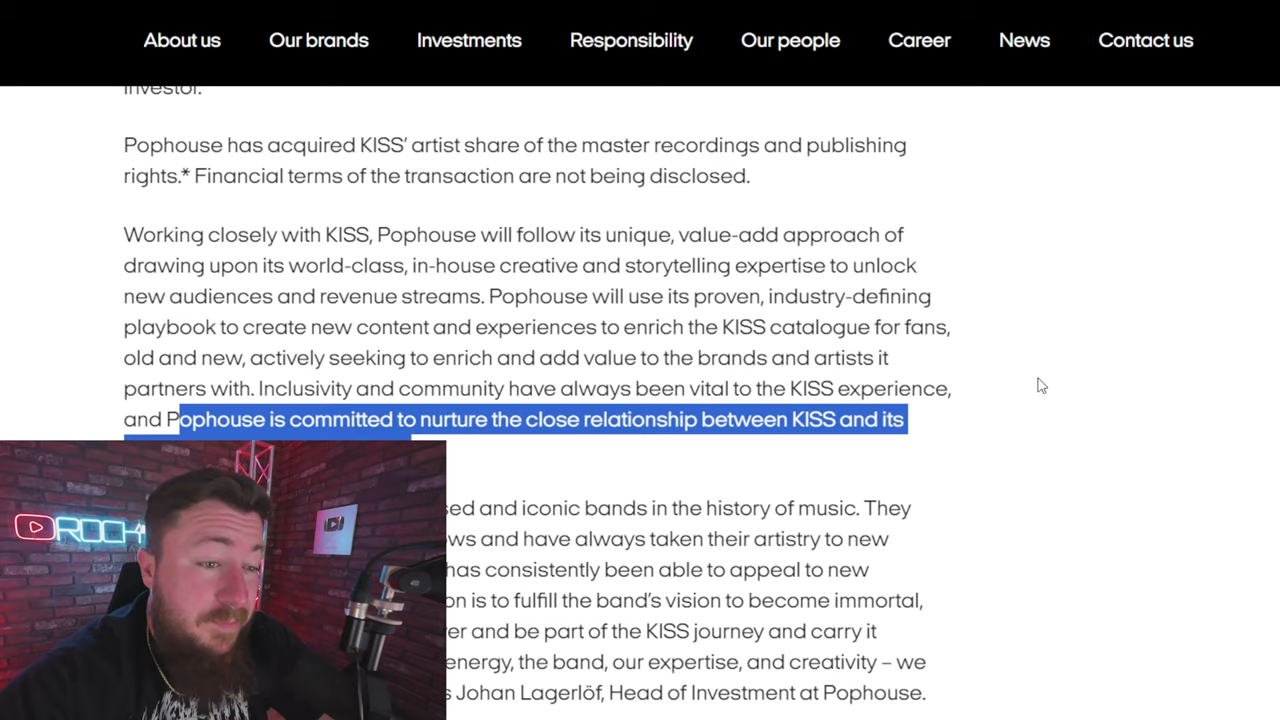 About us Our brands Investments Responsibility Our people Career News Contact us
investor.
Pophouse has acquired KISS’ artist share of the master recordings and publishing
rights.* Financial terms of the transaction are not being disclosed.
Working closely with KISS, Pophouse will follow its unique, value-add approach of
drawing upon its world-class, in-house creative and storytelling expertise to unlock
new audiences and revenue streams. Pophouse will use its proven, industry-defining
playbook to create new content and experiences to enrich the KISS catalogue for fans,
old and new, actively seeking to enrich and add value to the brands and artists it
partners with. Inclusivity and community have always been vital to the KISS experience,
and Pophouse is committed to nurture the close relationship between KISS and its
sed and iconic bands in the history of music. They
ws and have always taken their artistry to new
has consistently been able to appeal to new
on is to fulfill the band’s vision to become immortal,
er and be part of the KISS journey and carry it
energy, the band, our expertise, and creativity – we
s Johan Lagerlöf, Head of Investment at Pophouse.
ROCK